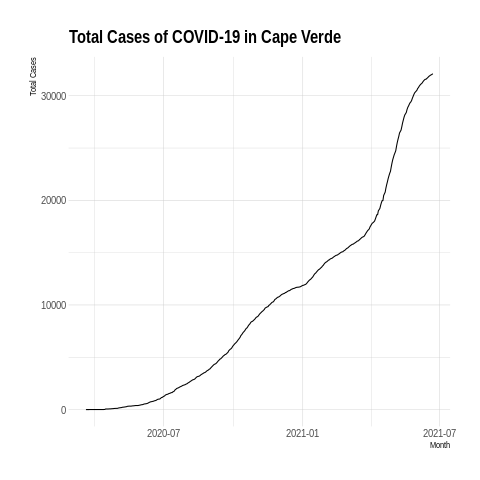 Total Cases of COVID-19 in Cape Verde
Total Cases
30000
20000
10000
0
2020-07 2021-01 2021-07
Month